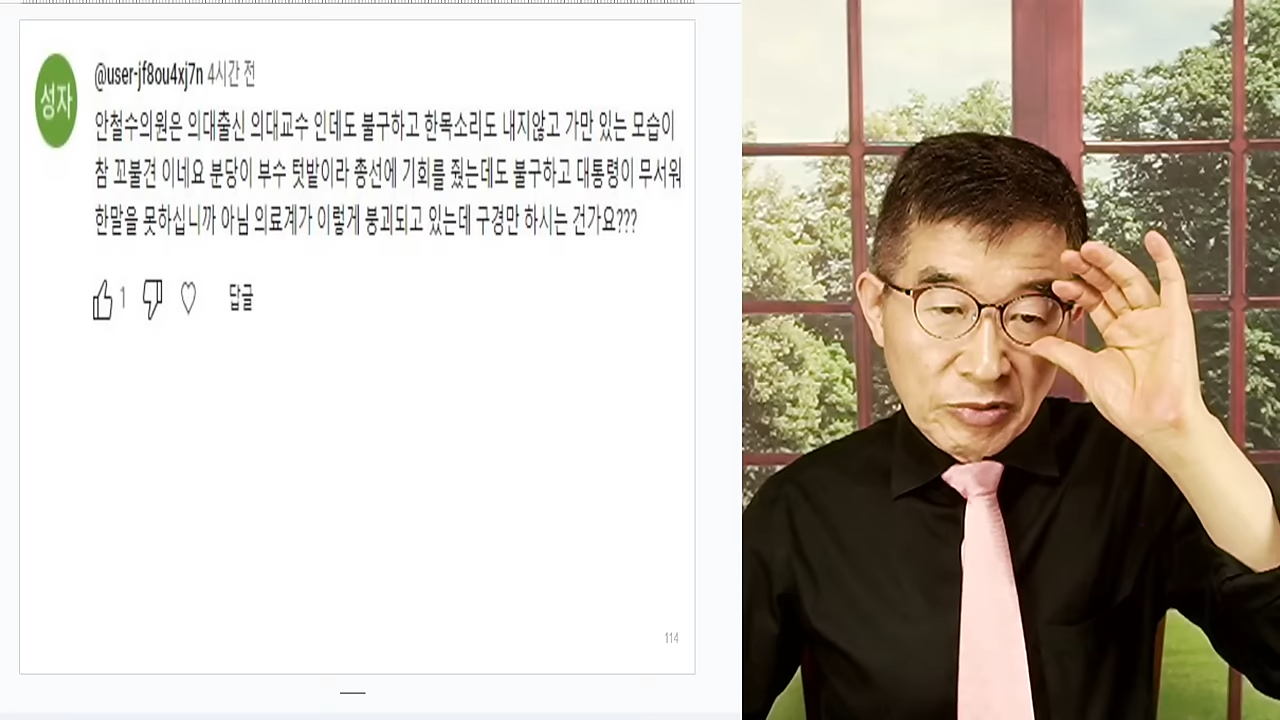 성자
@user-jf8ou4xj7n 4시간 전
안철수의원은 의대출신 의대교수 인데도 불구하고 한목소리도 내지않고 가만 있는 모습이
참 꼬불견 이네요 분당이 부수 텃밭이라 총선에 기회를 줬는데도 불구하고 대통령이 무서워
한말을 못하십니까 아님 의료계가 이렇게 붕괴되고 있는데 구경만 하시는 건가요???
1
답글
114